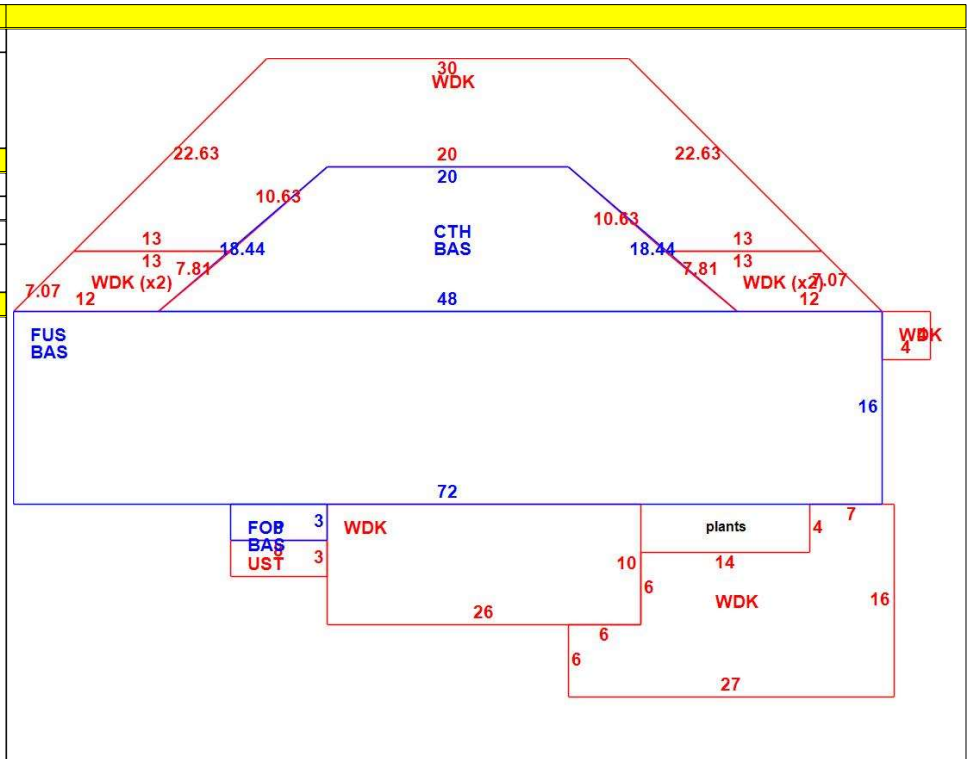 30
WDK
22.63 22.63
20
20
10.63 10.63
CTH
BAS
13 13
18.44 18.44
13 7.81 7.81 13
WDK (x2) WDK (x2)
7.07 7.07
12 48 12
FUS
BAS
WDK
4
16
72
FOP 3 WDK
BAS
UST 3
plants 4 7
10 14
6
WDK 16
26
6
6
27